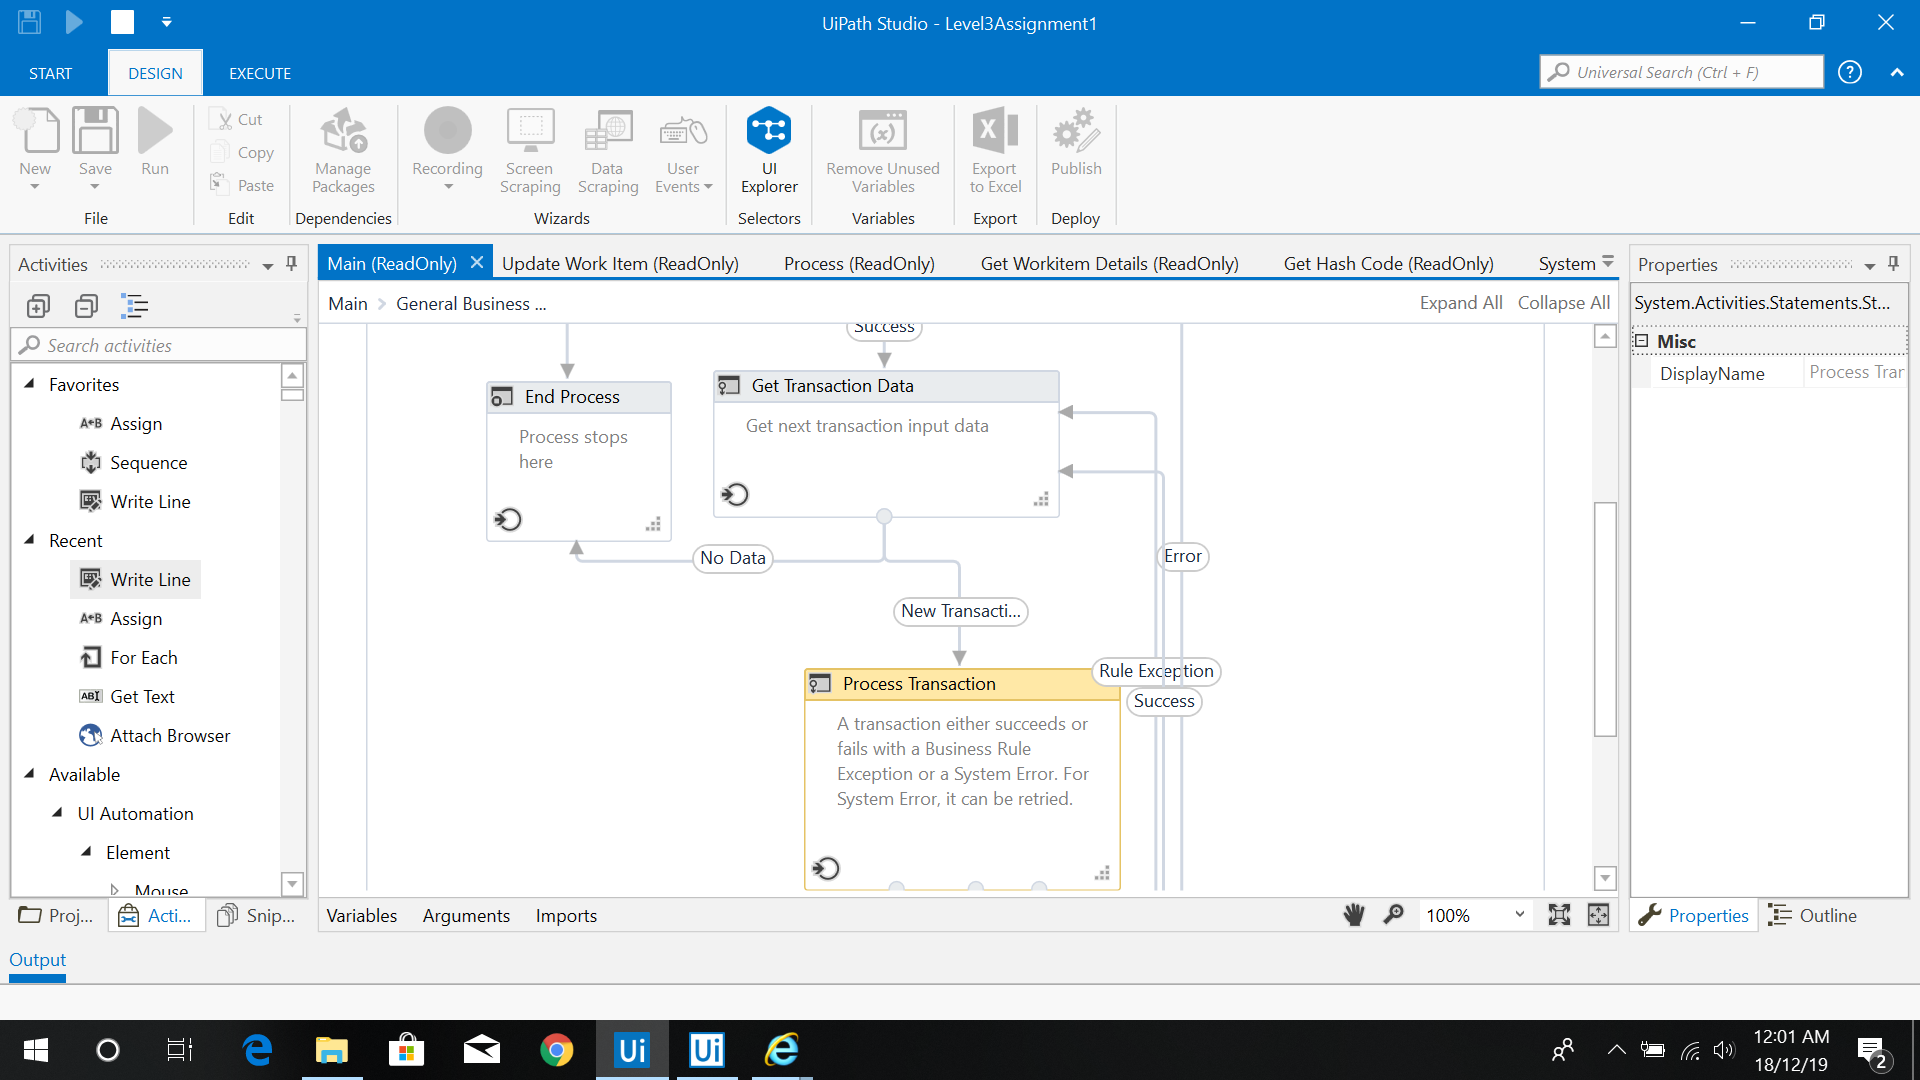 UiPath Studio - Level3Assignment1
START
DESIGN
EXECUTE
Universal Search (Ctrl + F)
?
New
Save
Run
File
Cut
Copy
Paste
Edit
Manage
Packages
Dependencies
Recording
Screen
Scraping
Data
Scraping
User
Events
Wizards
UI
Explorer
Selectors
Remove Unused
Variables
Variables
Export
to Excel
Export
Publish
Deploy
Activities
Search activities
Favorites
A+B Assign
Sequence
Write Line
Recent
Write Line
A+B Assign
For Each
ABI Get Text
Attach Browser
Available
UI Automation
Element
Mouse
Proj...
Acti...
Snip...
Main (ReadOnly)
Update Work Item (ReadOnly)
Process (ReadOnly)
Get Workitem Details (ReadOnly)
Get Hash Code (ReadOnly)
System
Main > General Business ...
Expand All
Collapse All
Success
End Process
Process stops
here
Get Transaction Data
Get next transaction input data
No Data
Error
New Transacti...
Rule Exception
Success
Process Transaction
A transaction either succeeds or
fails with a Business Rule
Exception or a System Error. For
System Error, it can be retried.
Variables
Arguments
Imports
100%
Properties
System.Activities.Statements.St...
Misc
DisplayName
Process Tran
Properties
Outline
Output
Ui
Ui
12:01 AM
18/12/19
2